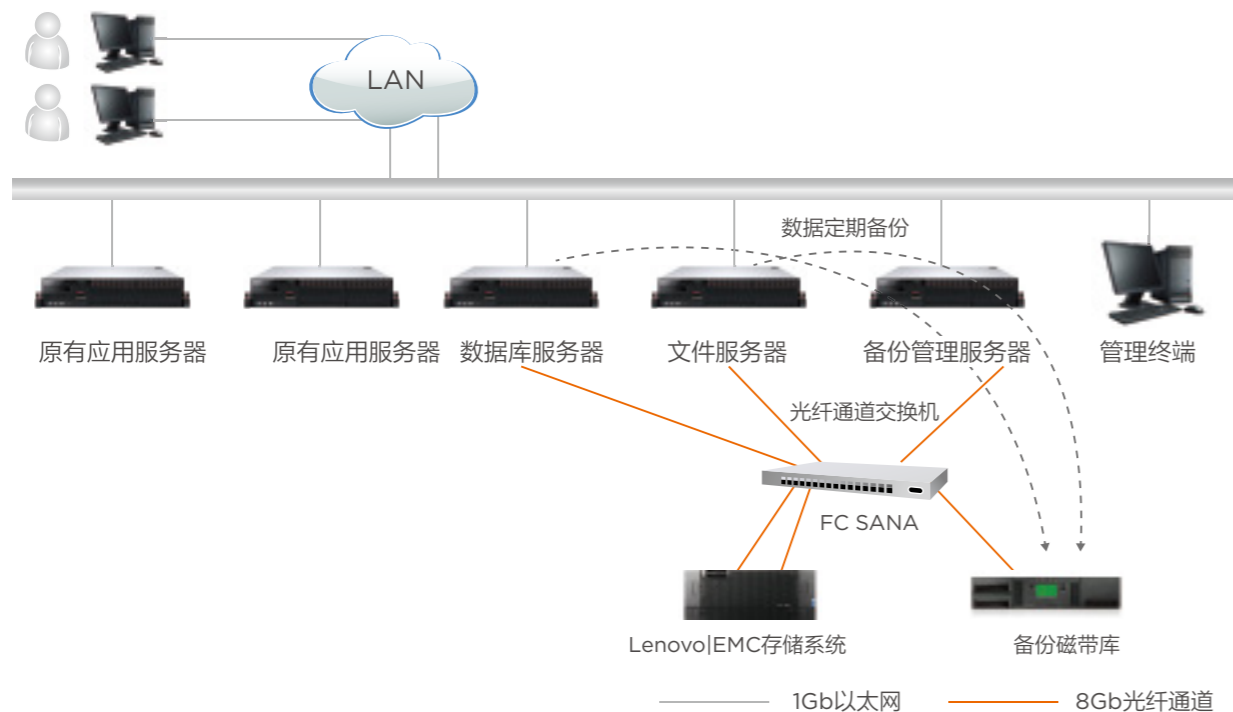 LAN
数据定期备份
原有应用服务器
原有应用服务器
数据库服务器
文件服务器
备份管理服务器
管理终端
光纤通道交换机
FC SANA
Lenovo|EMC存储系统
备份磁带库
1Gb以太网
8Gb光纤通道